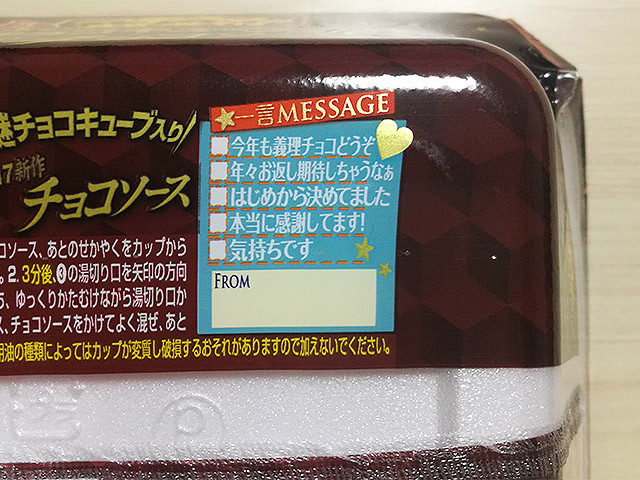 チョコキューブ入り!
17新作
チョコソース
一言MESSAGE
今年も義理チョコどうぞ
年々お返し期待しちゃうなぁ
はじめから決めてました
本当に感謝してます!
気持ちです
FROM
コソース、あとのせかやくをカップから
。2.3分後、❸の湯切り口を矢印の方向
ら、ゆっくりかたむけながら湯切り口か
ス、チョコソースをかけてよく混ぜ、あと
用油の種類によってはカップが変質し破損するおそれがありますので加えないでください。